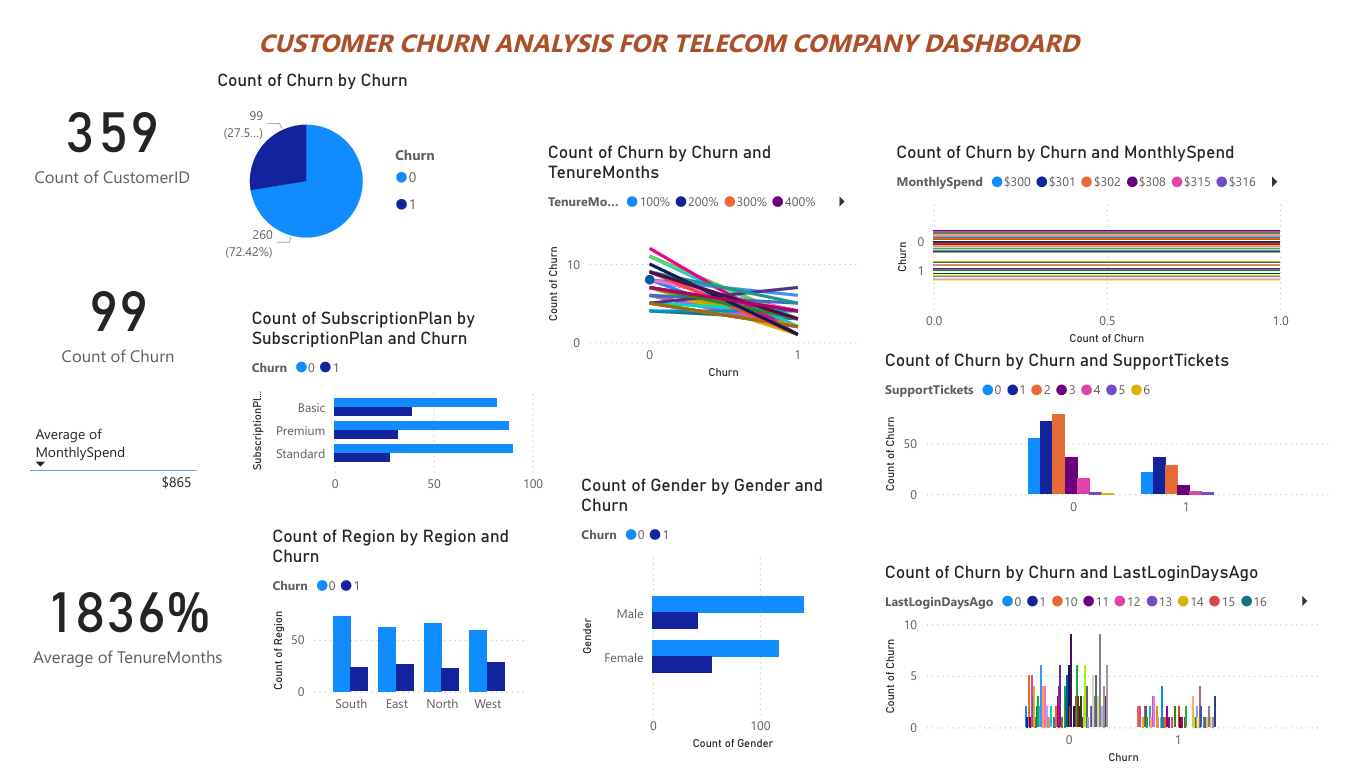 CUSTOMER CHURN ANALYSIS FOR TELECOM COMPANY DASHBOARD
359
Count of CustomerID
99
Count of Churn
Average of
MonthlySpend
$865
1836%
Average of TenureMonths
Count of Churn by Churn
99
(27.5...)
260
(72.42%)
Churn
0
1
Count of SubscriptionPlan by
SubscriptionPlan and Churn
Churn 0 1
SubscriptionPl...
Basic
Premium
Standard
0 50 100
Count of Region by Region and
Churn
Churn 0 1
Count of Region
50
0
South East North West
Count of Churn by Churn and
TenureMonths
TenureMo... 100% 200% 300% 400%
Count of Churn
10
0
0 1
Churn
Count of Gender by Gender and
Churn
Churn 0 1
Gender
Male
Female
0 100
Count of Gender
Count of Churn by Churn and MonthlySpend
MonthlySpend $300 $301 $302 $308 $315 $316
Churn
0
1
0.0 0.5 1.0
Count of Churn
Count of Churn by Churn and SupportTickets
SupportTickets 0 1 2 3 4 5 6
Count of Churn
50
0
0 1
Count of Churn by Churn and LastLoginDaysAgo
LastLoginDaysAgo 0 1 10 11 12 13 14 15 16
Count of Churn
10
5
0
0 1
Churn